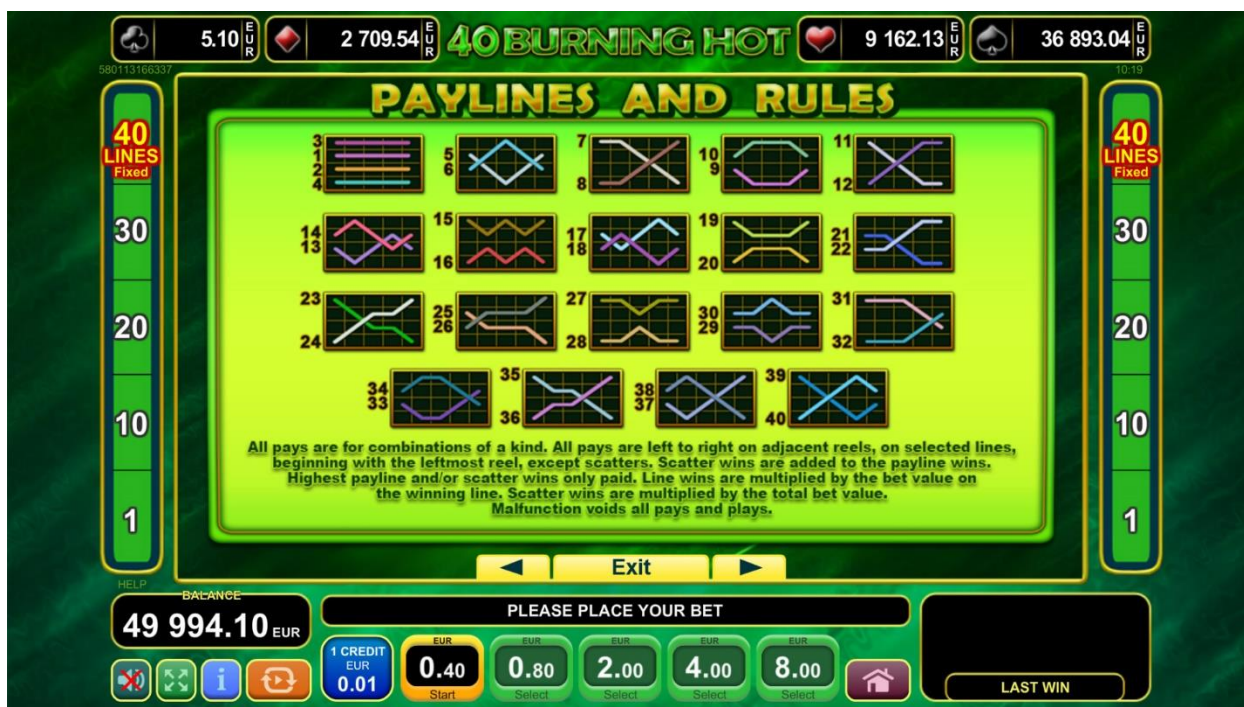 5.10 EUR 2 709.54 EUR 40 BURNING HOT 9 162.13 EUR 36 893.04 EUR
580113166337 10:19
PAYLINES AND RULES
40 LINES Fixed
30
20
10
1
40 LINES Fixed
30
20
10
1
3 1 2 4 5 6 7 8 10 9 11 12
14 13 15 16 17 18 19 20 21 22
23 24 25 26 27 28 30 29 31 32
34 33 35 36 38 37 39 40
All pays are for combinations of a kind. All pays are left to right on adjacent reels, on selected lines,
beginning with the leftmost reel, except scatters. Scatter wins are added to the payline wins.
Highest payline and/or scatter wins only paid. Line wins are multiplied by the bet value on
the winning line. Scatter wins are multiplied by the total bet value.
Malfunction voids all pays and plays.
Exit
HELP
BALANCE
49 994.10 EUR
PLEASE PLACE YOUR BET
1 CREDIT
EUR
0.01
EUR
0.40
Start
EUR
0.80
Select
EUR
2.00
Select
EUR
4.00
Select
EUR
8.00
Select
i
LAST WIN